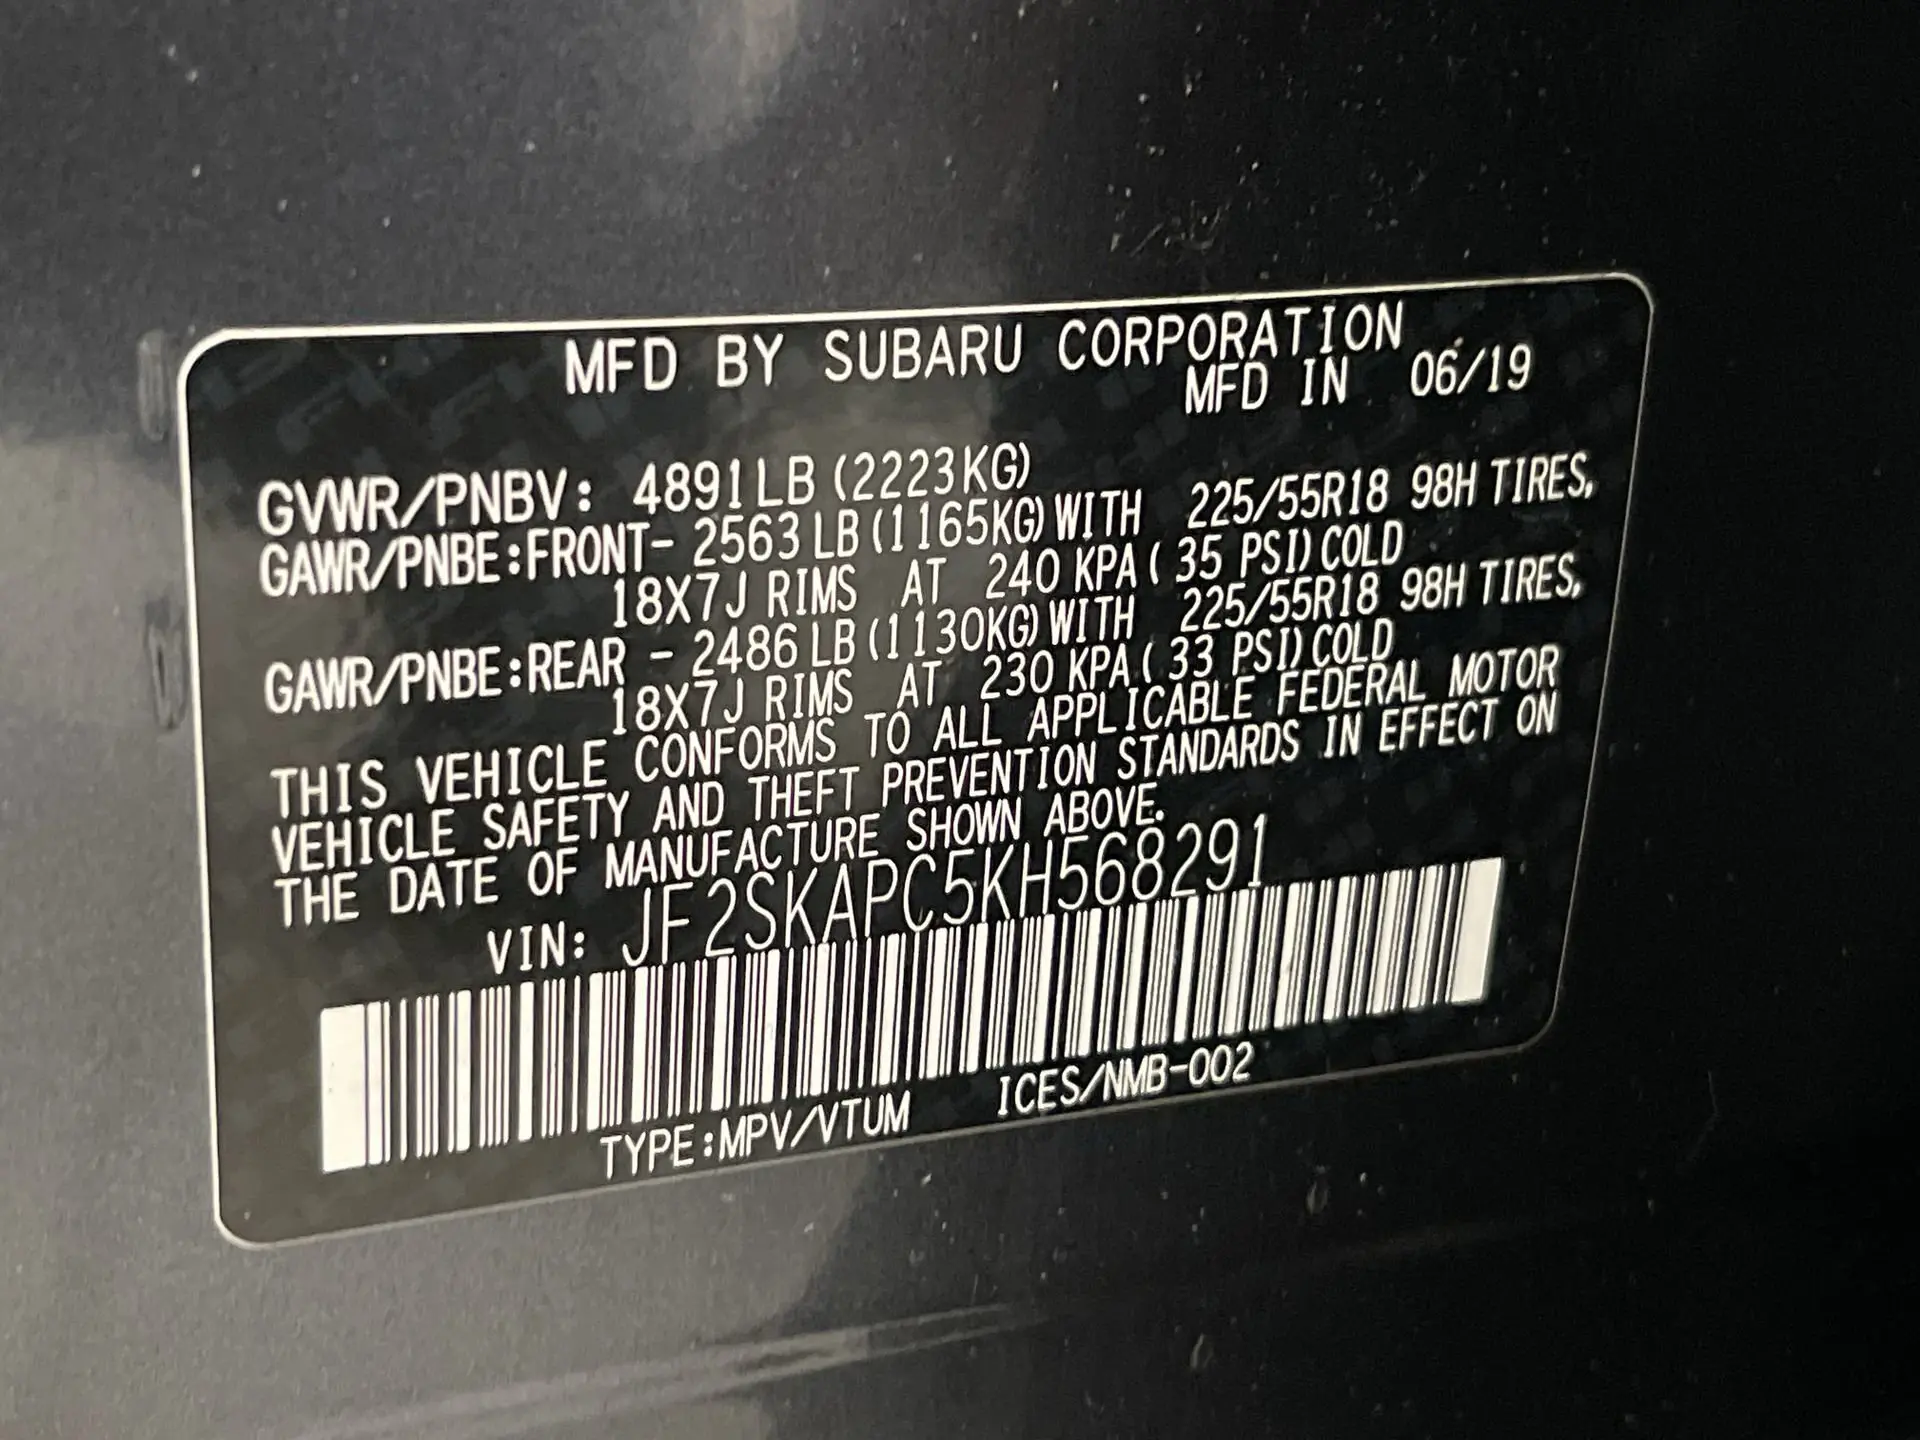 MFD BY SUBARU CORPORATION
MFD IN 06/19
GVWR/PNBV: 4891LB (2223KG)
GAWR/PNBE:FRONT- 2563 LB (1165KG) WITH 225/55R18 98H TIRES,
18X7J RIMS AT 240 KPA ( 35 PSI) COLD
GAWR/PNBE:REAR - 2486 LB (1130KG) WITH 225/55R18 98H TIRES,
18X7J RIMS AT 230 KPA ( 33 PSI) COLD
THIS VEHICLE CONFORMS TO ALL APPLICABLE FEDERAL MOTOR
VEHICLE SAFETY AND THEFT PREVENTION STANDARDS IN EFFECT ON
THE DATE OF MANUFACTURE SHOWN ABOVE.
VIN: JF2SKAPC5KH568291
TYPE:MPV/VTUM ICES/NMB-002